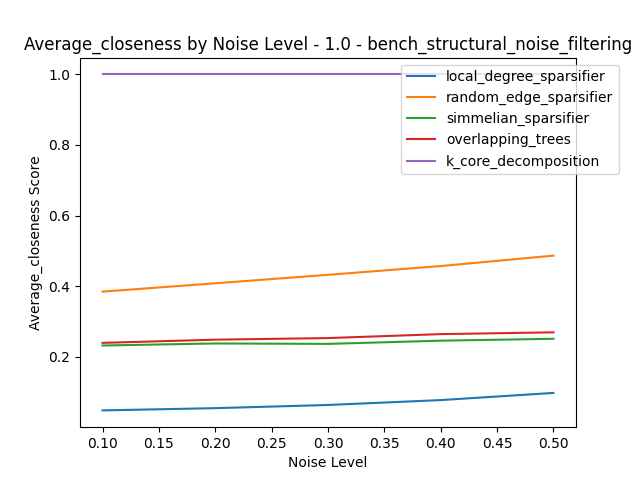 Average_closeness by Noise Level - 1.0 - bench_structural_noise_filtering
local_degree_sparsifier
random_edge_sparsifier
simmelian_sparsifier
overlapping_trees
k_core_decomposition
Average_closeness Score
1.0
0.8
0.6
0.4
0.2
0.10 0.15 0.20 0.25 0.30 0.35 0.40 0.45 0.50
Noise Level